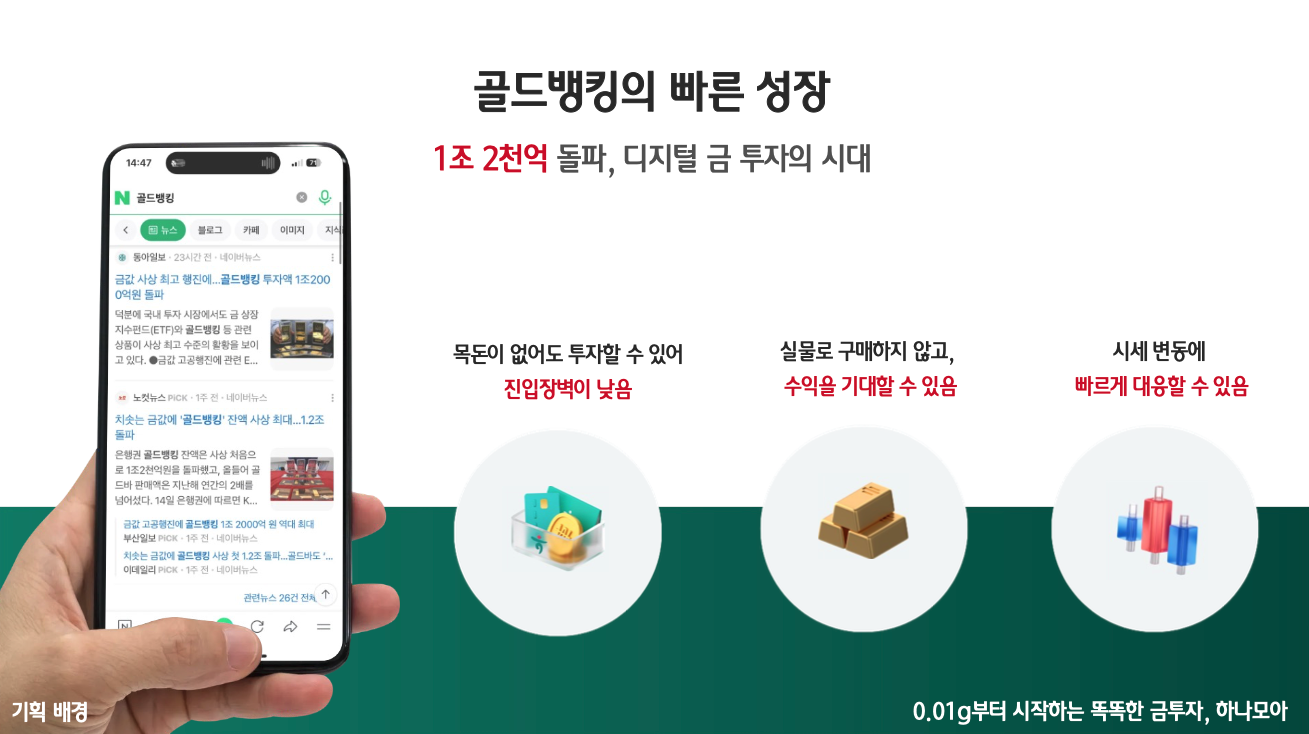 골드뱅킹의 빠른 성장
1조 2천억 돌파, 디지털 금 투자의 시대
14:47
71
N 골드뱅킹
뉴스 블로그 카페 이미지 지식
동아일보 · 23시간 전 · 네이버뉴스
금값 사상 최고 행진에...골드뱅킹 투자액 1조200
0억원 돌파
덕분에 국내 투자 시장에서도 금 상장
지수펀드(ETF)와 골드뱅킹 등 관련
상품이 사상 최고 수준의 활황을 보이
고 있다. ●금값 고공행진에 관련 E...
노컷뉴스 PiCK · 1주 전 · 네이버뉴스
치솟는 금값에 '골드뱅킹' 잔액 사상 최대...1.2조
돌파
은행권 골드뱅킹 잔액은 사상 처음으
로 1조2천억원을 돌파했고, 올들어 골
드바 판매액은 지난해 연간의 2배를
넘어섰다. 14일 은행권에 따르면 K...
금값 고공행진에 골드뱅킹 1조 2000억 원 역대 최대
부산일보 PiCK · 1주 전 · 네이버뉴스
치솟는 금값에 골드뱅킹 사상 첫 1.2조 돌파...골드바도 '...
이데일리 PiCK · 1주 전 · 네이버뉴스
관련뉴스 26건 전체
목돈이 없어도 투자할 수 있어
진입장벽이 낮음
실물로 구매하지 않고,
수익을 기대할 수 있음
시세 변동에
빠르게 대응할 수 있음
기획 배경
0.01g부터 시작하는 똑똑한 금투자, 하나모아